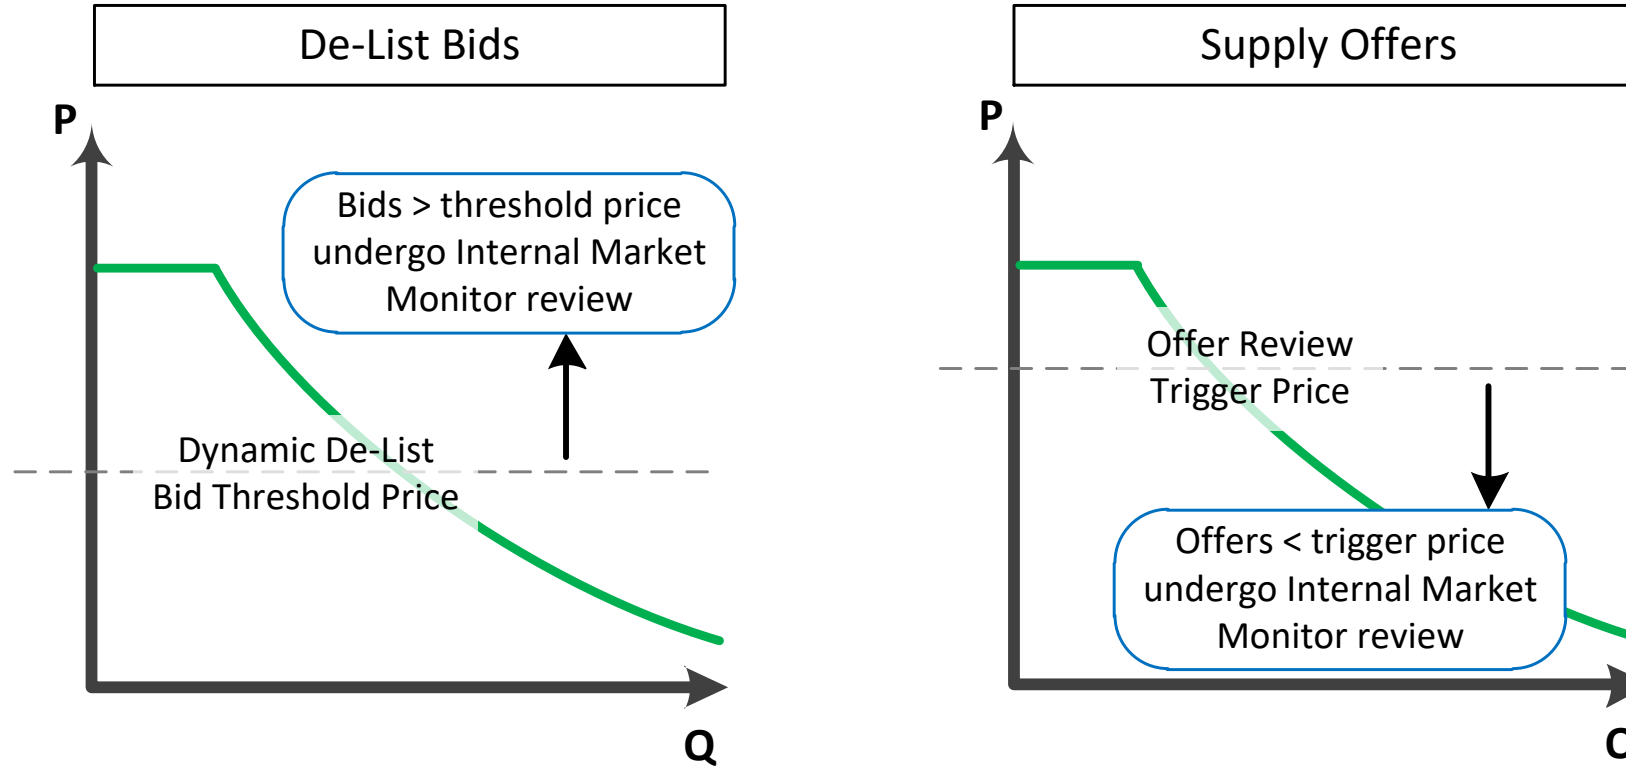 De-List Bids
P
Bids > threshold price
undergo Internal Market
Monitor review
Dynamic De-List
Bid Threshold Price
Q
Supply Offers
P
Offer Review
Trigger Price
Offers < trigger price
undergo Internal Market
Monitor review